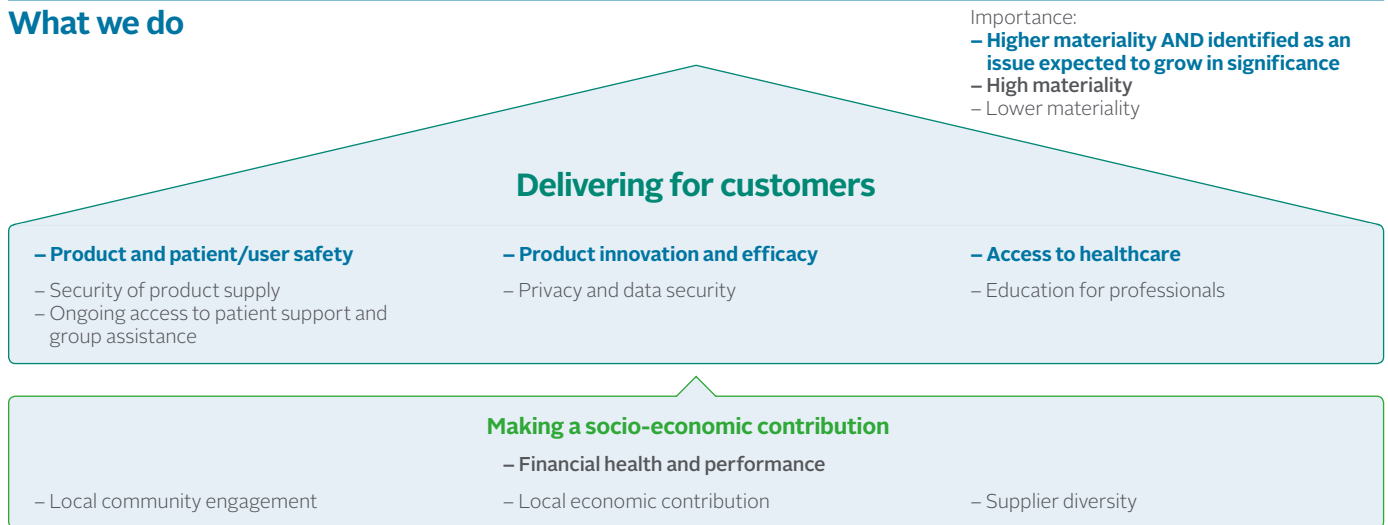 What we do
Importance:
– Higher materiality AND identified as an
issue expected to grow in significance
– High materiality
– Lower materiality
Delivering for customers
– Product and patient/user safety
– Security of product supply
– Ongoing access to patient support and
group assistance
– Product innovation and efficacy
– Privacy and data security
– Access to healthcare
– Education for professionals
Making a socio-economic contribution
– Financial health and performance
– Local community engagement
– Local economic contribution
– Supplier diversity